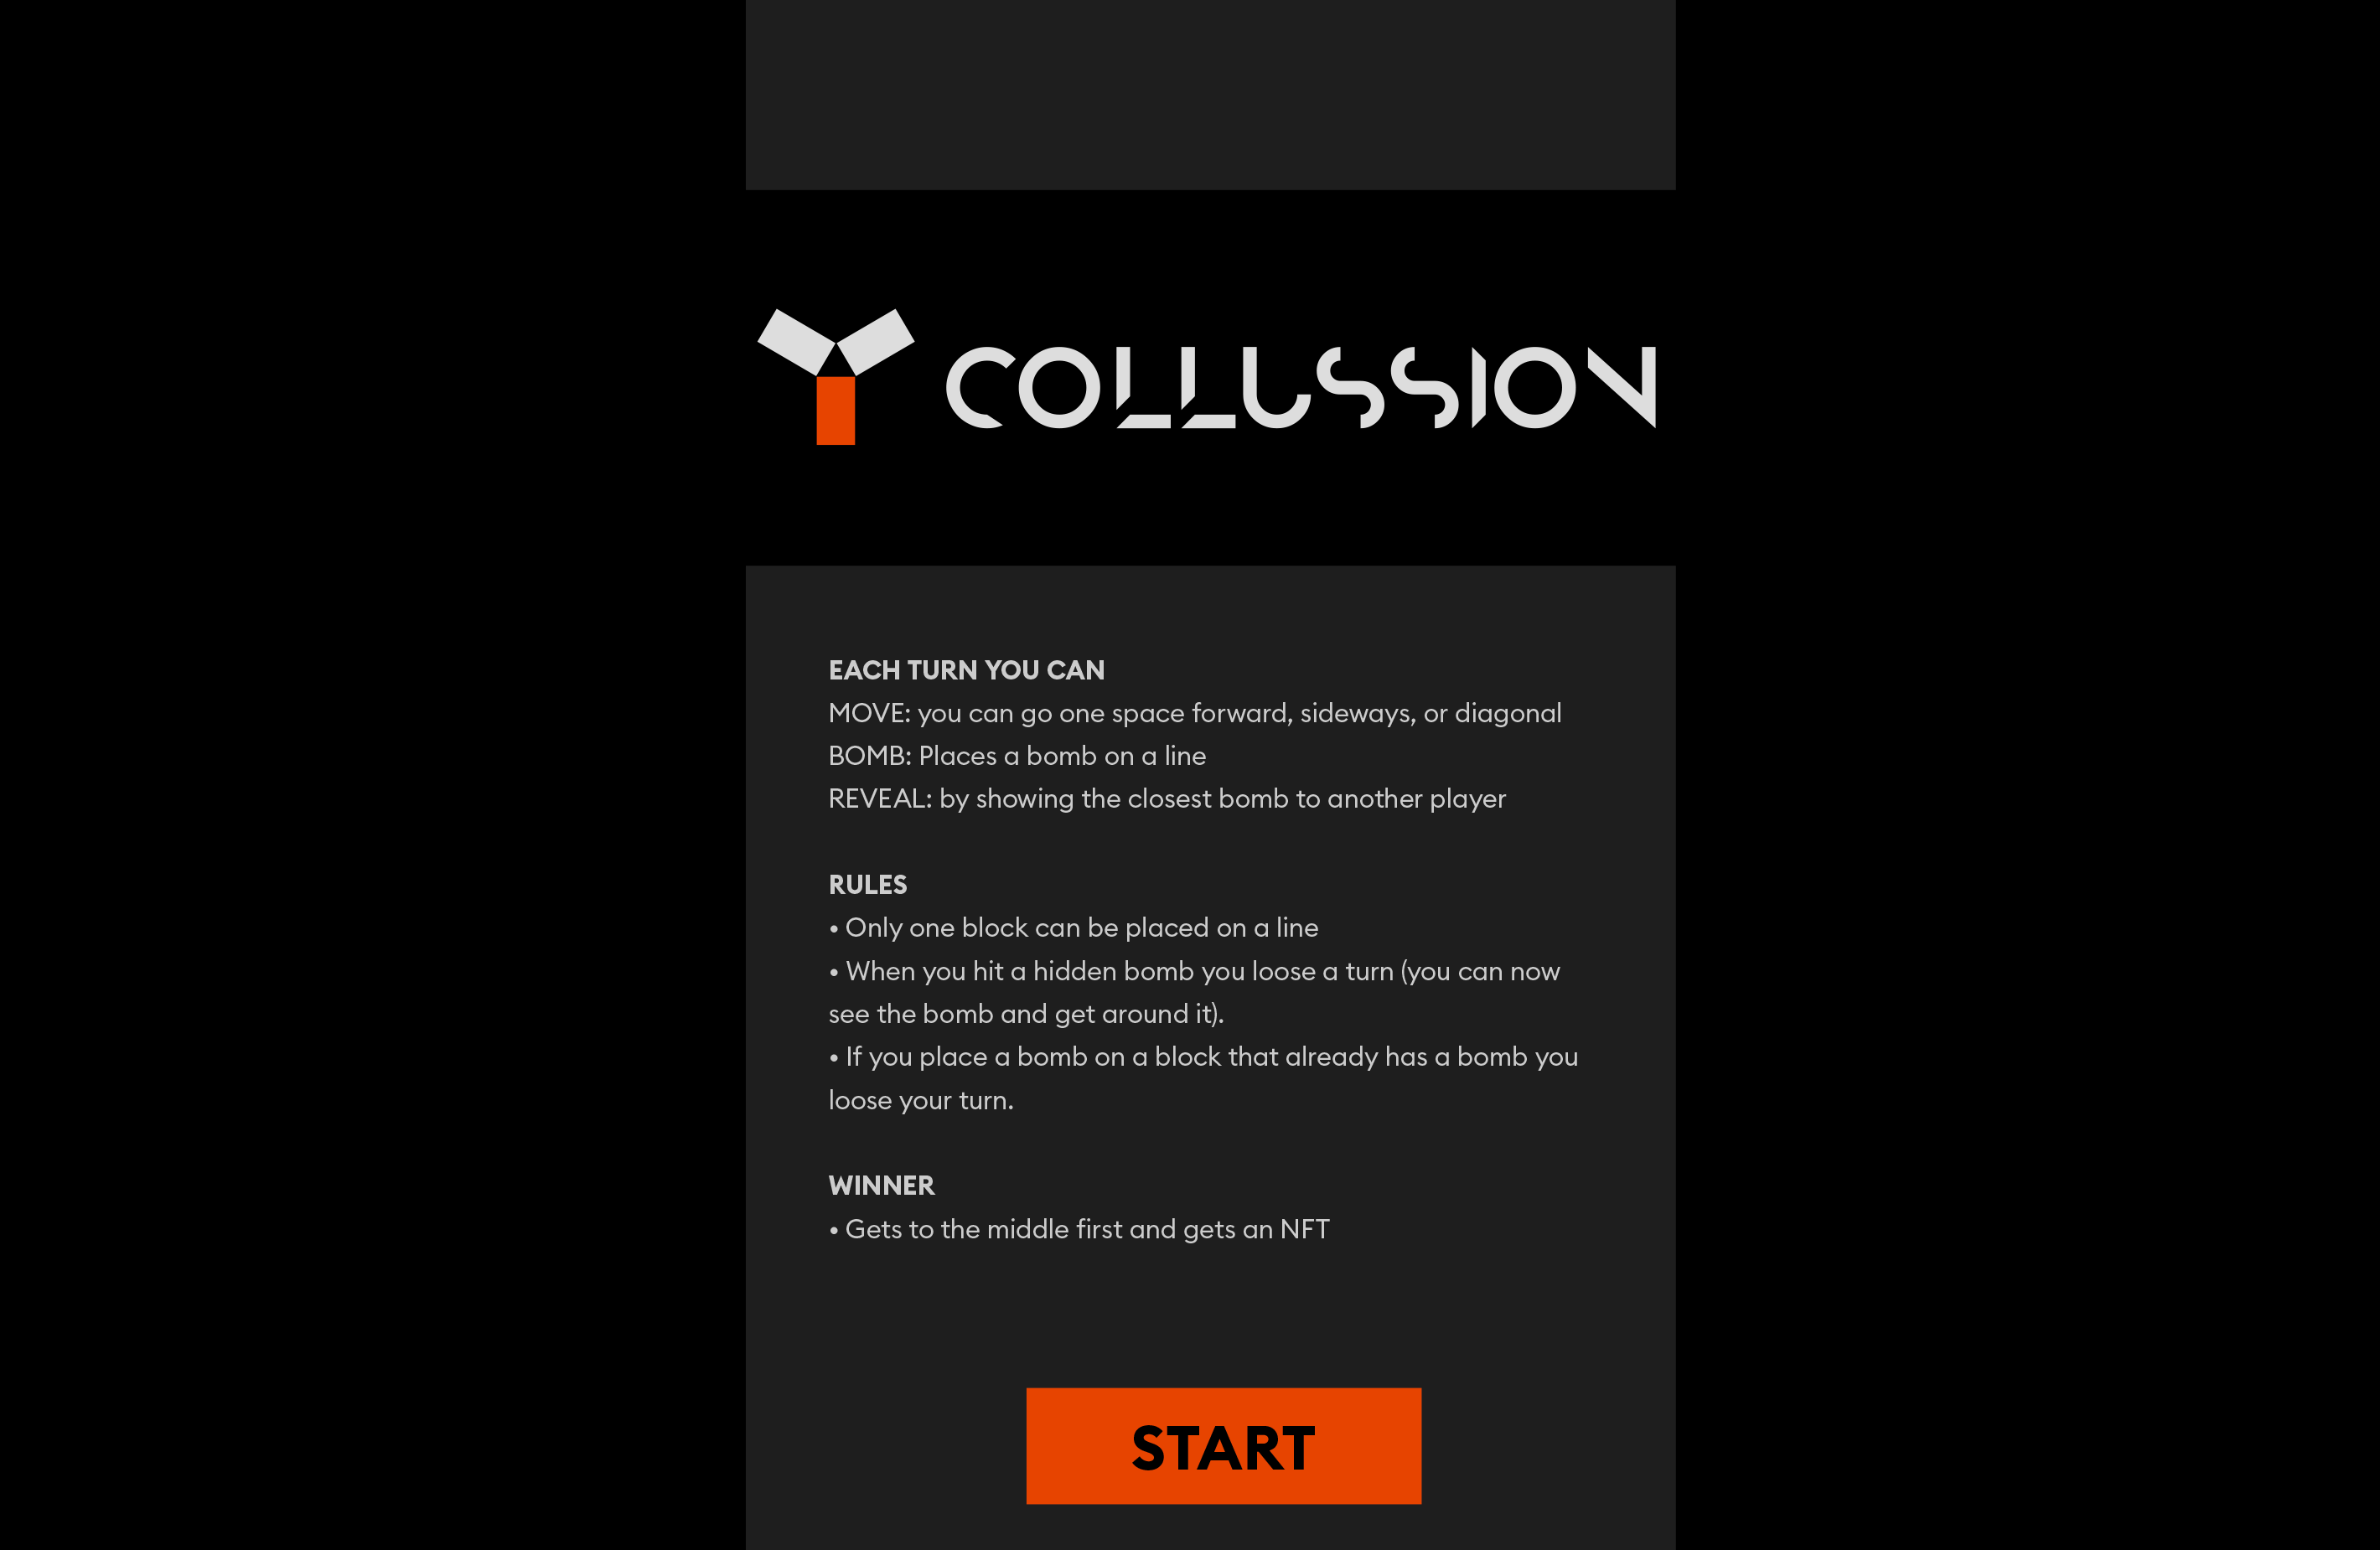 COLLUSSION
EACH TURN YOU CAN
MOVE: you can go one space forward, sideways, or diagonal
BOMB: Places a bomb on a line
REVEAL: by showing the closest bomb to another player
RULES
• Only one block can be placed on a line
• When you hit a hidden bomb you loose a turn (you can now
see the bomb and get around it).
• If you place a bomb on a block that already has a bomb you
loose your turn.
WINNER
• Gets to the middle first and gets an NFT
START